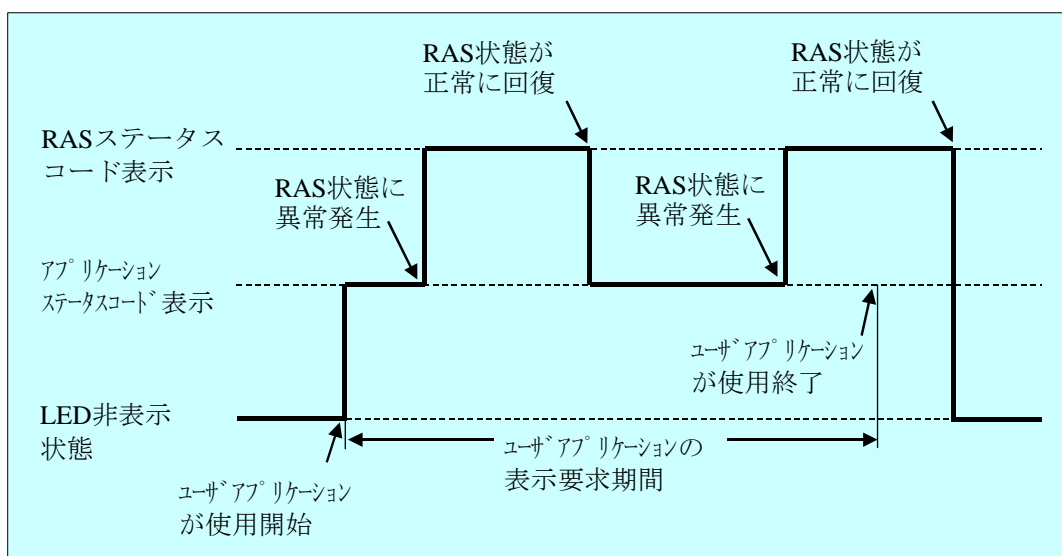 RAS状態が
正常に回復
RAS状態が
正常に回復
RASステータス
コード表示
RAS状態に
異常発生
RAS状態に
異常発生
ｱﾌﾟﾘｹｰｼｮﾝ
ｽﾃｰﾀｽｺｰﾄﾞ表示
ﾕｰｻﾞｱﾌﾟﾘｹｰｼｮﾝ
が使用終了
LED非表示
状態
ﾕｰｻﾞｱﾌﾟﾘｹｰｼｮﾝの
表示要求期間
ﾕｰｻﾞｱﾌﾟﾘｹｰｼｮﾝ
が使用開始